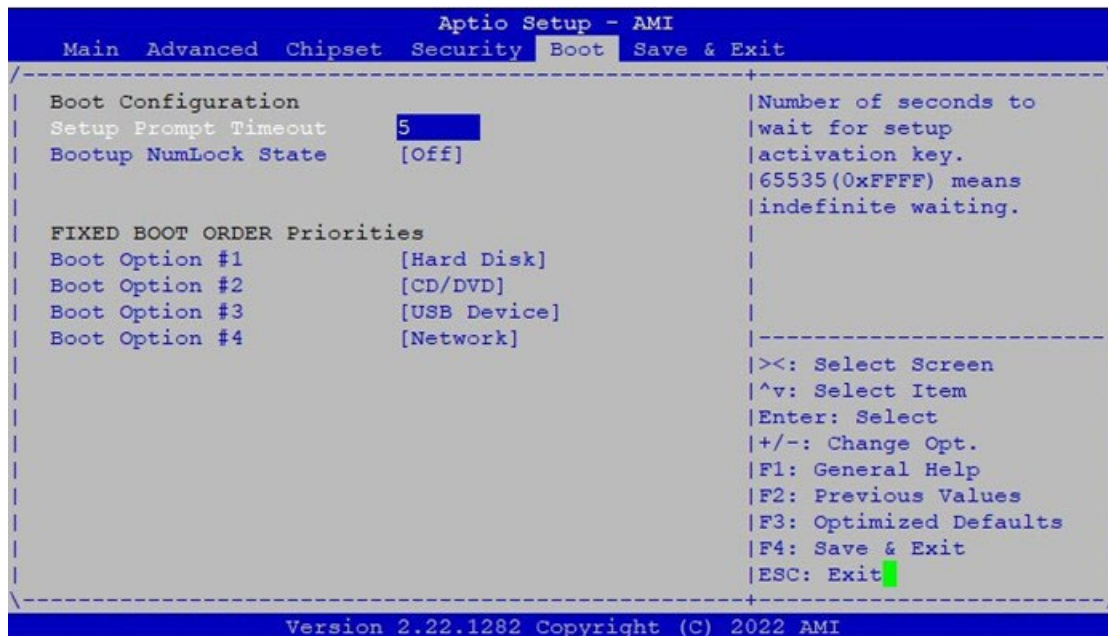 Aptio Setup - AMI
Main Advanced Chipset Security Boot Save & Exit
/------------------------------------------------------+--------------------------\
| Boot Configuration |Number of seconds to
| Setup Prompt Timeout 5 |wait for setup
| Bootup NumLock State [Off] |activation key.
| |65535(0xFFFF) means
| |indefinite waiting.
| FIXED BOOT ORDER Priorities |
| Boot Option #1 [Hard Disk] |
| Boot Option #2 [CD/DVD] |
| Boot Option #3 [USB Device] |
| Boot Option #4 [Network] |--------------------------
| |><: Select Screen
| |^v: Select Item
| |Enter: Select
| |+/-: Change Opt.
| |F1: General Help
| |F2: Previous Values
| |F3: Optimized Defaults
| |F4: Save & Exit
| |ESC: Exit
\------------------------------------------------------+--------------------------/
Version 2.22.1282 Copyright (C) 2022 AMI